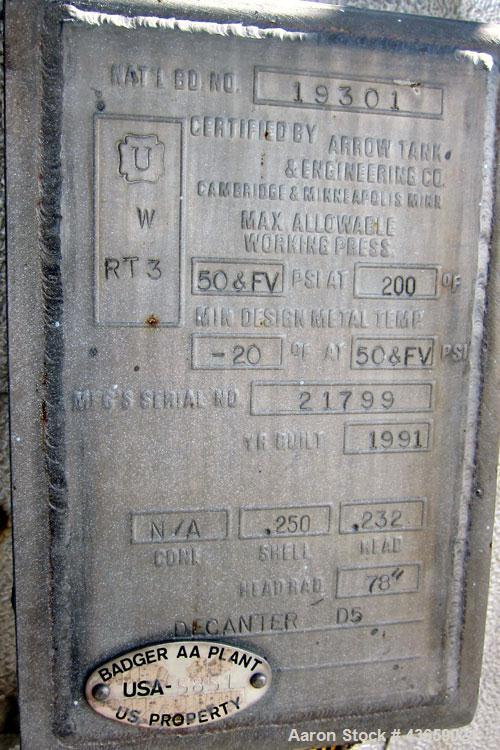 NAT'L BD. NO. 19301
CERTIFIED BY ARROW TANK
& ENGINEERING CO.
CAMBRIDGE & MINNEAPOLIS MINN
U
W
RT 3
MAX. ALLOWABLE
WORKING PRESS.
50 & FV PSI AT 200 OF
MIN DESIGN METAL TEMP.
-20 OF AT 50 & FV PSI
MFG'S SERIAL NO 21799
YR BUILT 1991
N/A .250 .232
CONE SHELL HEAD
HEAD RAD 78"
DECANTER D5
BADGER AA PLANT
USA-
US PROPERTY
Aaron Stock #